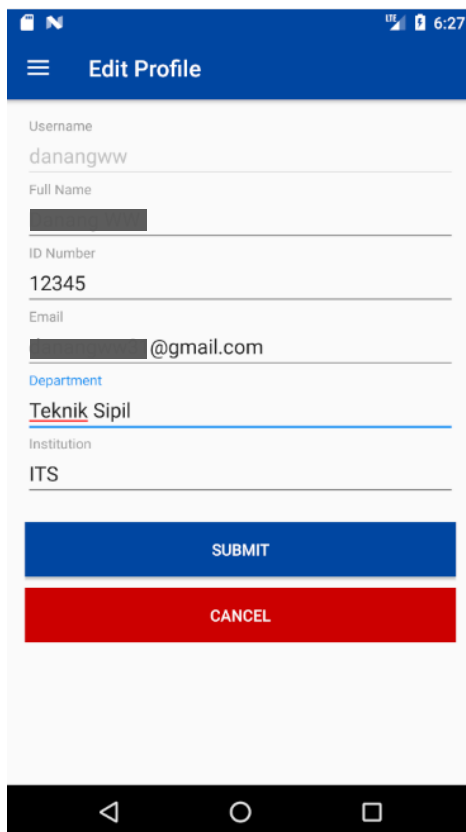 LTE 6:27
Edit Profile
Username
danangww
Full Name
ID Number
12345
Email
@gmail.com
Department
Teknik Sipil
Institution
ITS
SUBMIT
CANCEL